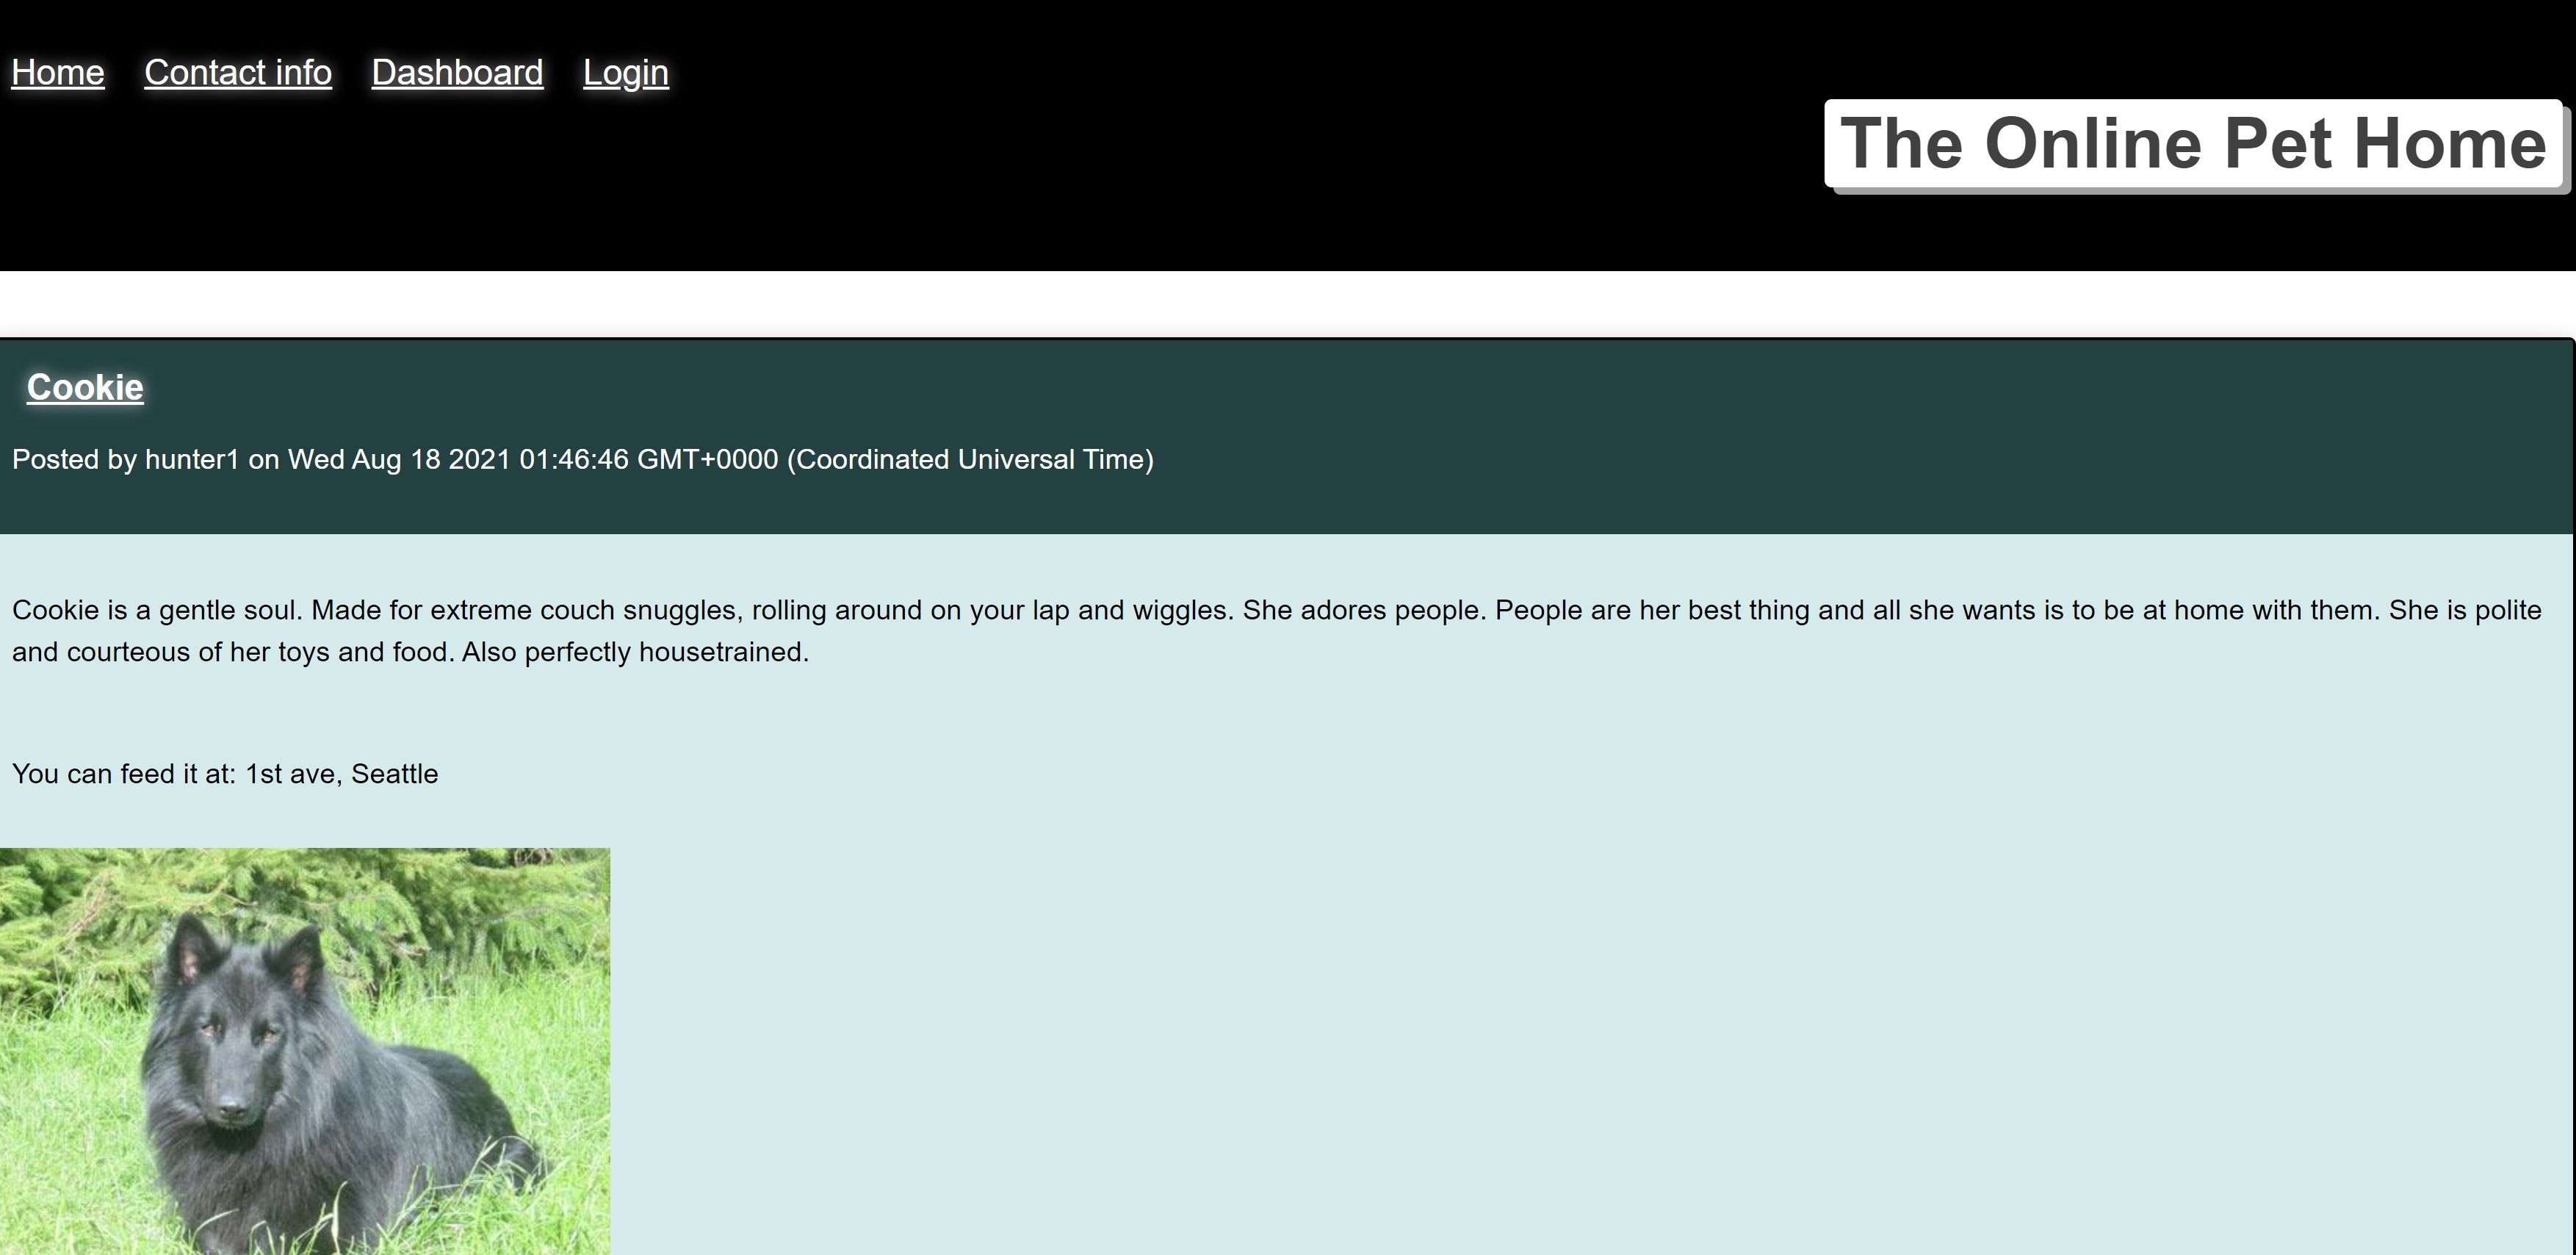 Home Contact info Dashboard Login
The Online Pet Home
Cookie
Posted by hunter1 on Wed Aug 18 2021 01:46:46 GMT+0000 (Coordinated Universal Time)
Cookie is a gentle soul. Made for extreme couch snuggles, rolling around on your lap and wiggles. She adores people. People are her best thing and all she wants is to be at home with them. She is polite
and courteous of her toys and food. Also perfectly housetrained.
You can feed it at: 1st ave, Seattle